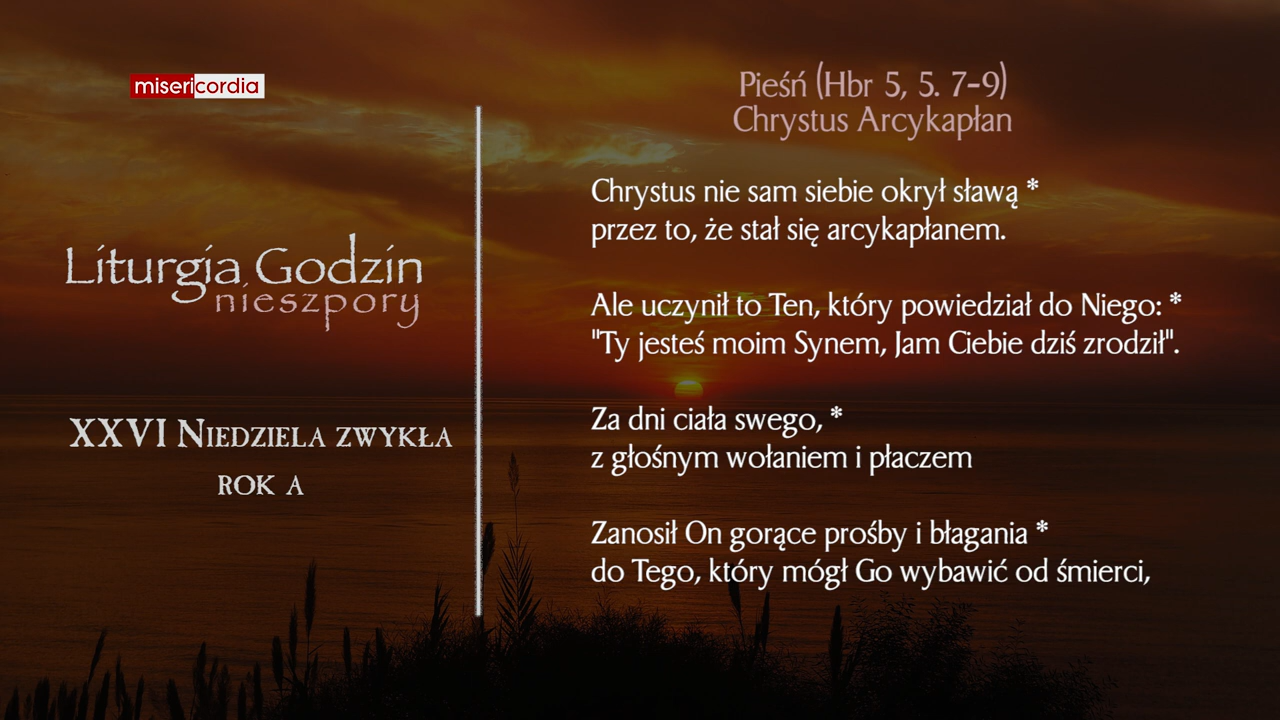 misericordia
Liturgia Godzin
nieszpory
XXVI Niedziela zwykła
rok A
Pieśń (Hbr 5, 5. 7-9)
Chrystus Arcykapłan
Chrystus nie sam siebie okrył sławą *
przez to, że stał się arcykapłanem.
Ale uczynił to Ten, który powiedział do Niego: *
"Ty jesteś moim Synem, Jam Ciebie dziś zrodził".
Za dni ciała swego, *
z głośnym wołaniem i płaczem
Zanosił On gorące prośby i błagania *
do Tego, który mógł Go wybawić od śmierci,